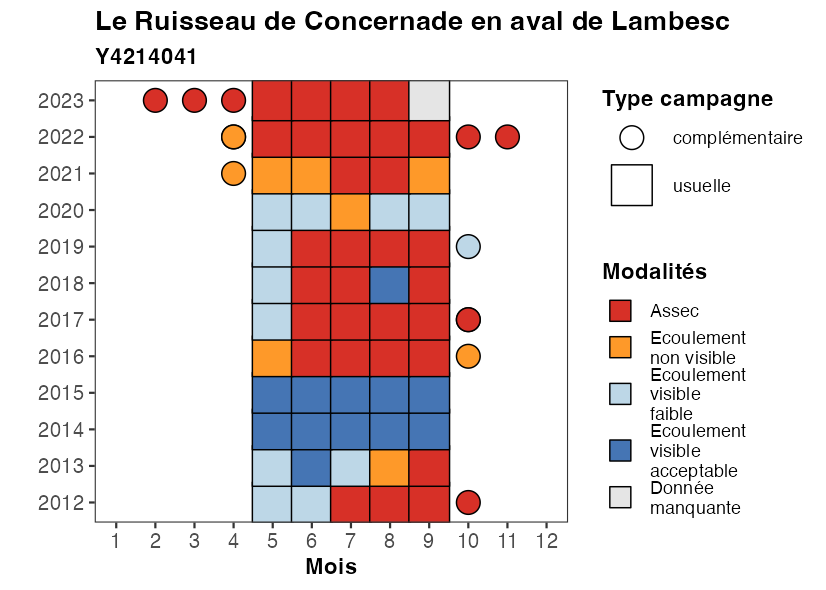 Le Ruisseau de Concernade en aval de Lambesc
Y4214041
2023
2022
2021
2020
2019
2018
2017
2016
2015
2014
2013
2012
1 2 3 4 5 6 7 8 9 10 11 12
Mois
Type campagne
complémentaire
usuelle
Modalités
Assec
Ecoulement
non visible
Ecoulement
visible
faible
Ecoulement
visible
acceptable
Donnée
manquante